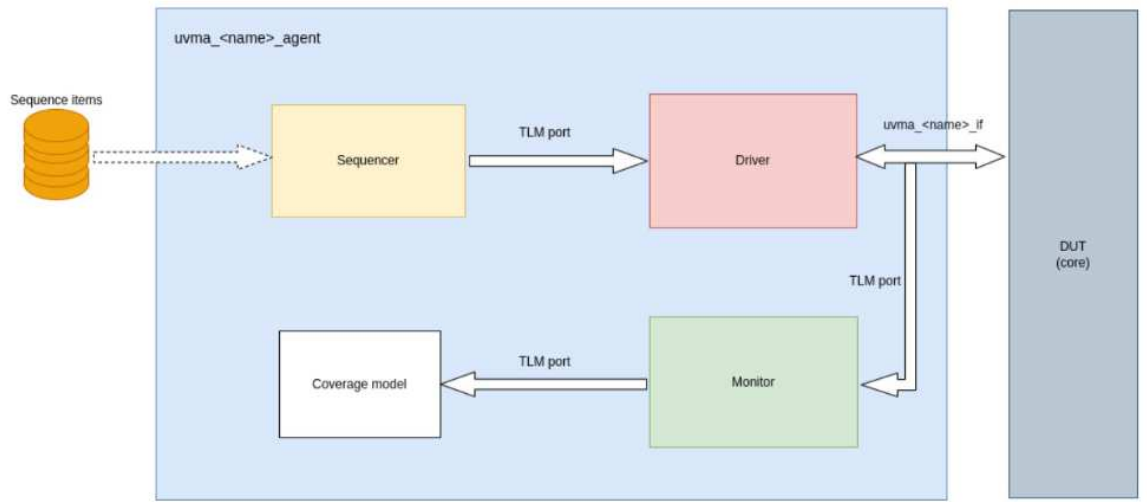 uvma_<name>_agent
Sequence items
TLM port
uvma_<name>_if
Sequencer
Driver
DUT
(core)
TLM port
TLM port
Coverage model
Monitor